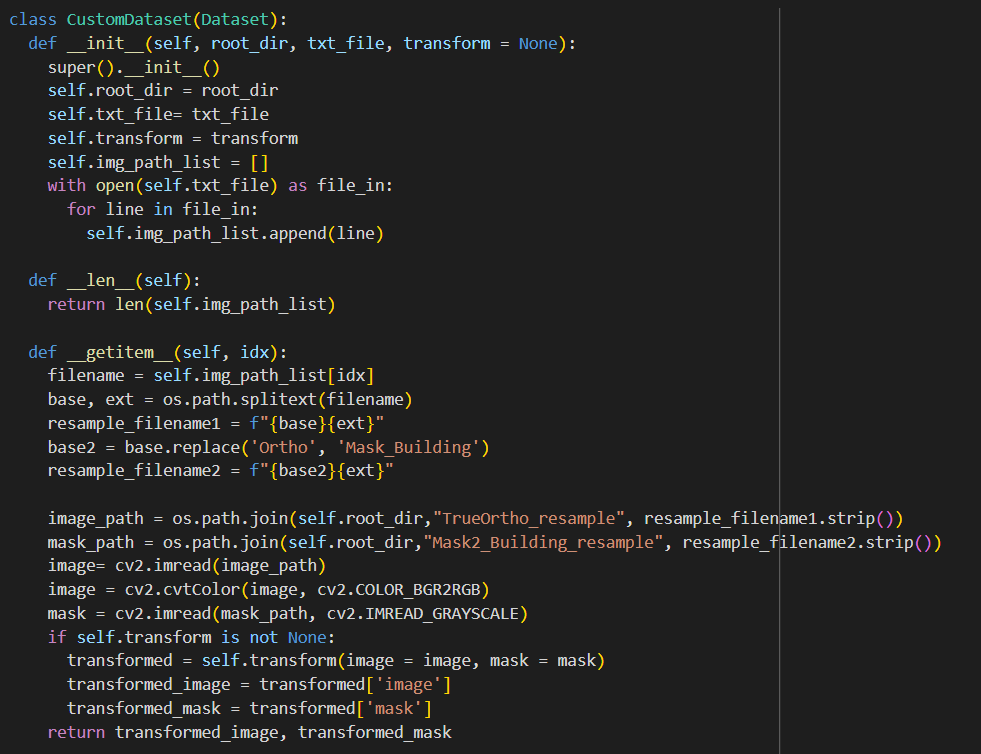 class CustomDataset(Dataset):
  def __init__(self, root_dir, txt_file, transform = None):
    super().__init__()
    self.root_dir = root_dir
    self.txt_file= txt_file
    self.transform = transform
    self.img_path_list = []
    with open(self.txt_file) as file_in:
      for line in file_in:
        self.img_path_list.append(line)

  def __len__(self):
    return len(self.img_path_list)

  def __getitem__(self, idx):
    filename = self.img_path_list[idx]
    base, ext = os.path.splitext(filename)
    resample_filename1 = f"{base}{ext}"
    base2 = base.replace('Ortho', 'Mask_Building')
    resample_filename2 = f"{base2}{ext}"

    image_path = os.path.join(self.root_dir,"TrueOrtho_resample", resample_filename1.strip())
    mask_path = os.path.join(self.root_dir,"Mask2_Building_resample", resample_filename2.strip())
    image= cv2.imread(image_path)
    image = cv2.cvtColor(image, cv2.COLOR_BGR2RGB)
    mask = cv2.imread(mask_path, cv2.IMREAD_GRAYSCALE)
    if self.transform is not None:
      transformed = self.transform(image = image, mask = mask)
      transformed_image = transformed['image']
      transformed_mask = transformed['mask']
    return transformed_image, transformed_mask